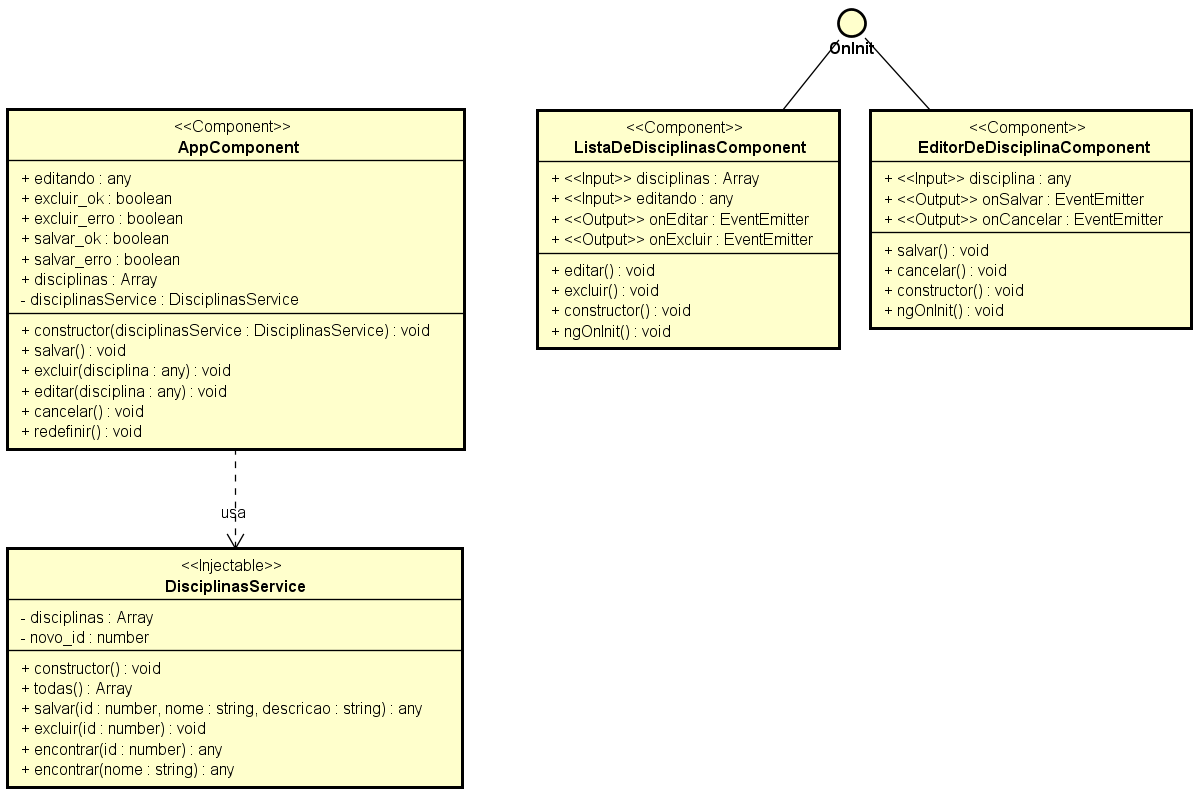 OnInit
<<Component>>
AppComponent
+ editando : any
+ excluir_ok : boolean
+ excluir_erro : boolean
+ salvar_ok : boolean
+ salvar_erro : boolean
+ disciplinas : Array
- disciplinasService : DisciplinasService
+ constructor(disciplinasService : DisciplinasService) : void
+ salvar() : void
+ excluir(disciplina : any) : void
+ editar(disciplina : any) : void
+ cancelar() : void
+ redefinir() : void
<<Component>>
ListaDeDisciplinasComponent
+ <<Input>> disciplinas : Array
+ <<Input>> editando : any
+ <<Output>> onEditar : EventEmitter
+ <<Output>> onExcluir : EventEmitter
+ editar() : void
+ excluir() : void
+ constructor() : void
+ ngOnInit() : void
<<Component>>
EditorDeDisciplinaComponent
+ <<Input>> disciplina : any
+ <<Output>> onSalvar : EventEmitter
+ <<Output>> onCancelar : EventEmitter
+ salvar() : void
+ cancelar() : void
+ constructor() : void
+ ngOnInit() : void
usa
<<Injectable>>
DisciplinasService
- disciplinas : Array
- novo_id : number
+ constructor() : void
+ todas() : Array
+ salvar(id : number, nome : string, descricao : string) : any
+ excluir(id : number) : void
+ encontrar(id : number) : any
+ encontrar(nome : string) : any